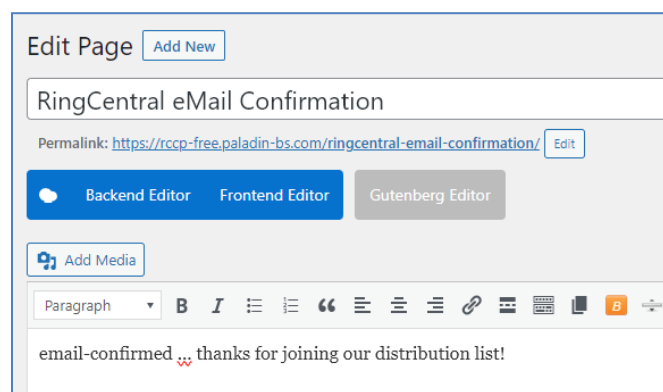 Edit Page Add New
RingCentral eMail Confirmation
Permalink: https://rccp-free.paladin-bs.com/ringcentral-email-confirmation/ Edit
Backend Editor Frontend Editor Gutenberg Editor
Add Media
Paragraph B I B
email-confirmed ... thanks for joining our distribution list!